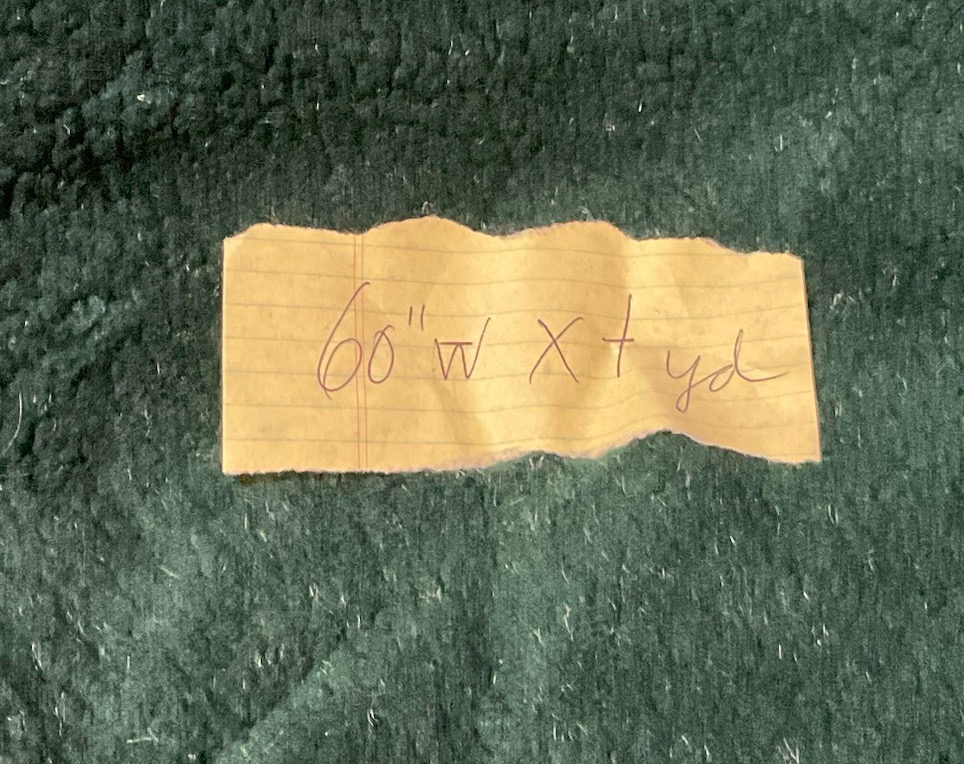 60" W X + yd